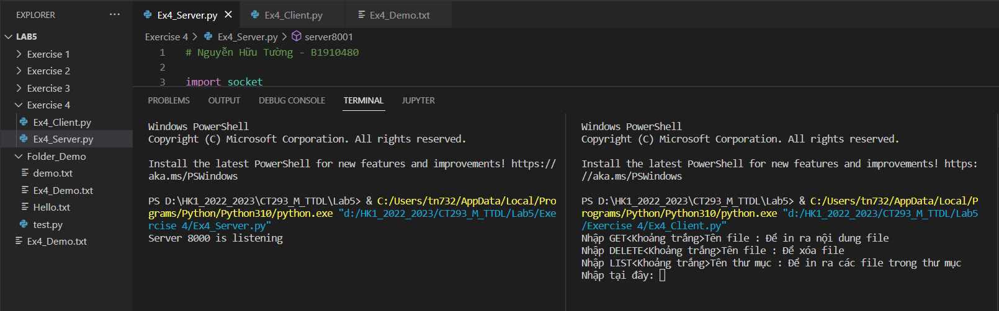 EXPLORER
···
LAB5
Exercise 1
Exercise 2
Exercise 3
Exercise 4
Ex4_Client.py
Ex4_Server.py
Folder_Demo
demo.txt
Ex4_Demo.txt
Hello.txt
test.py
Ex4_Demo.txt
Ex4_Server.py
Ex4_Client.py
Ex4_Demo.txt
Exercise 4 > Ex4_Server.py > server8001
1 # Nguyễn Hữu Tường - B1910480
2
3 import socket
PROBLEMS OUTPUT DEBUG CONSOLE TERMINAL JUPYTER
Windows PowerShell
Copyright (C) Microsoft Corporation. All rights reserved.
Install the latest PowerShell for new features and improvements! https://
aka.ms/PSWindows
PS D:\HK1_2022_2023\CT293_M_TTDL\Lab5> & C:/Users/tn732/AppData/Local/Pro
grams/Python/Python310/python.exe "d:/HK1_2022_2023/CT293_M_TTDL/Lab5/Exe
rcise 4/Ex4_Server.py"
Server 8000 is listening
Windows PowerShell
Copyright (C) Microsoft Corporation. All rights reserved.
Install the latest PowerShell for new features and improvements! https:
//aka.ms/PSWindows
PS D:\HK1_2022_2023\CT293_M_TTDL\Lab5> & C:/Users/tn732/AppData/Local/P
rograms/Python/Python310/python.exe "d:/HK1_2022_2023/CT293_M_TTDL/Lab5
/Exercise 4/Ex4_Client.py"
Nhập GET<Khoảng trắng>Tên file : Để in ra nội dung file
Nhập DELETE<Khoảng trắng>Tên file : Để xóa file
Nhập LIST<Khoảng trắng>Tên thư mục : Để in ra các file trong thư mục
Nhập tại đây: